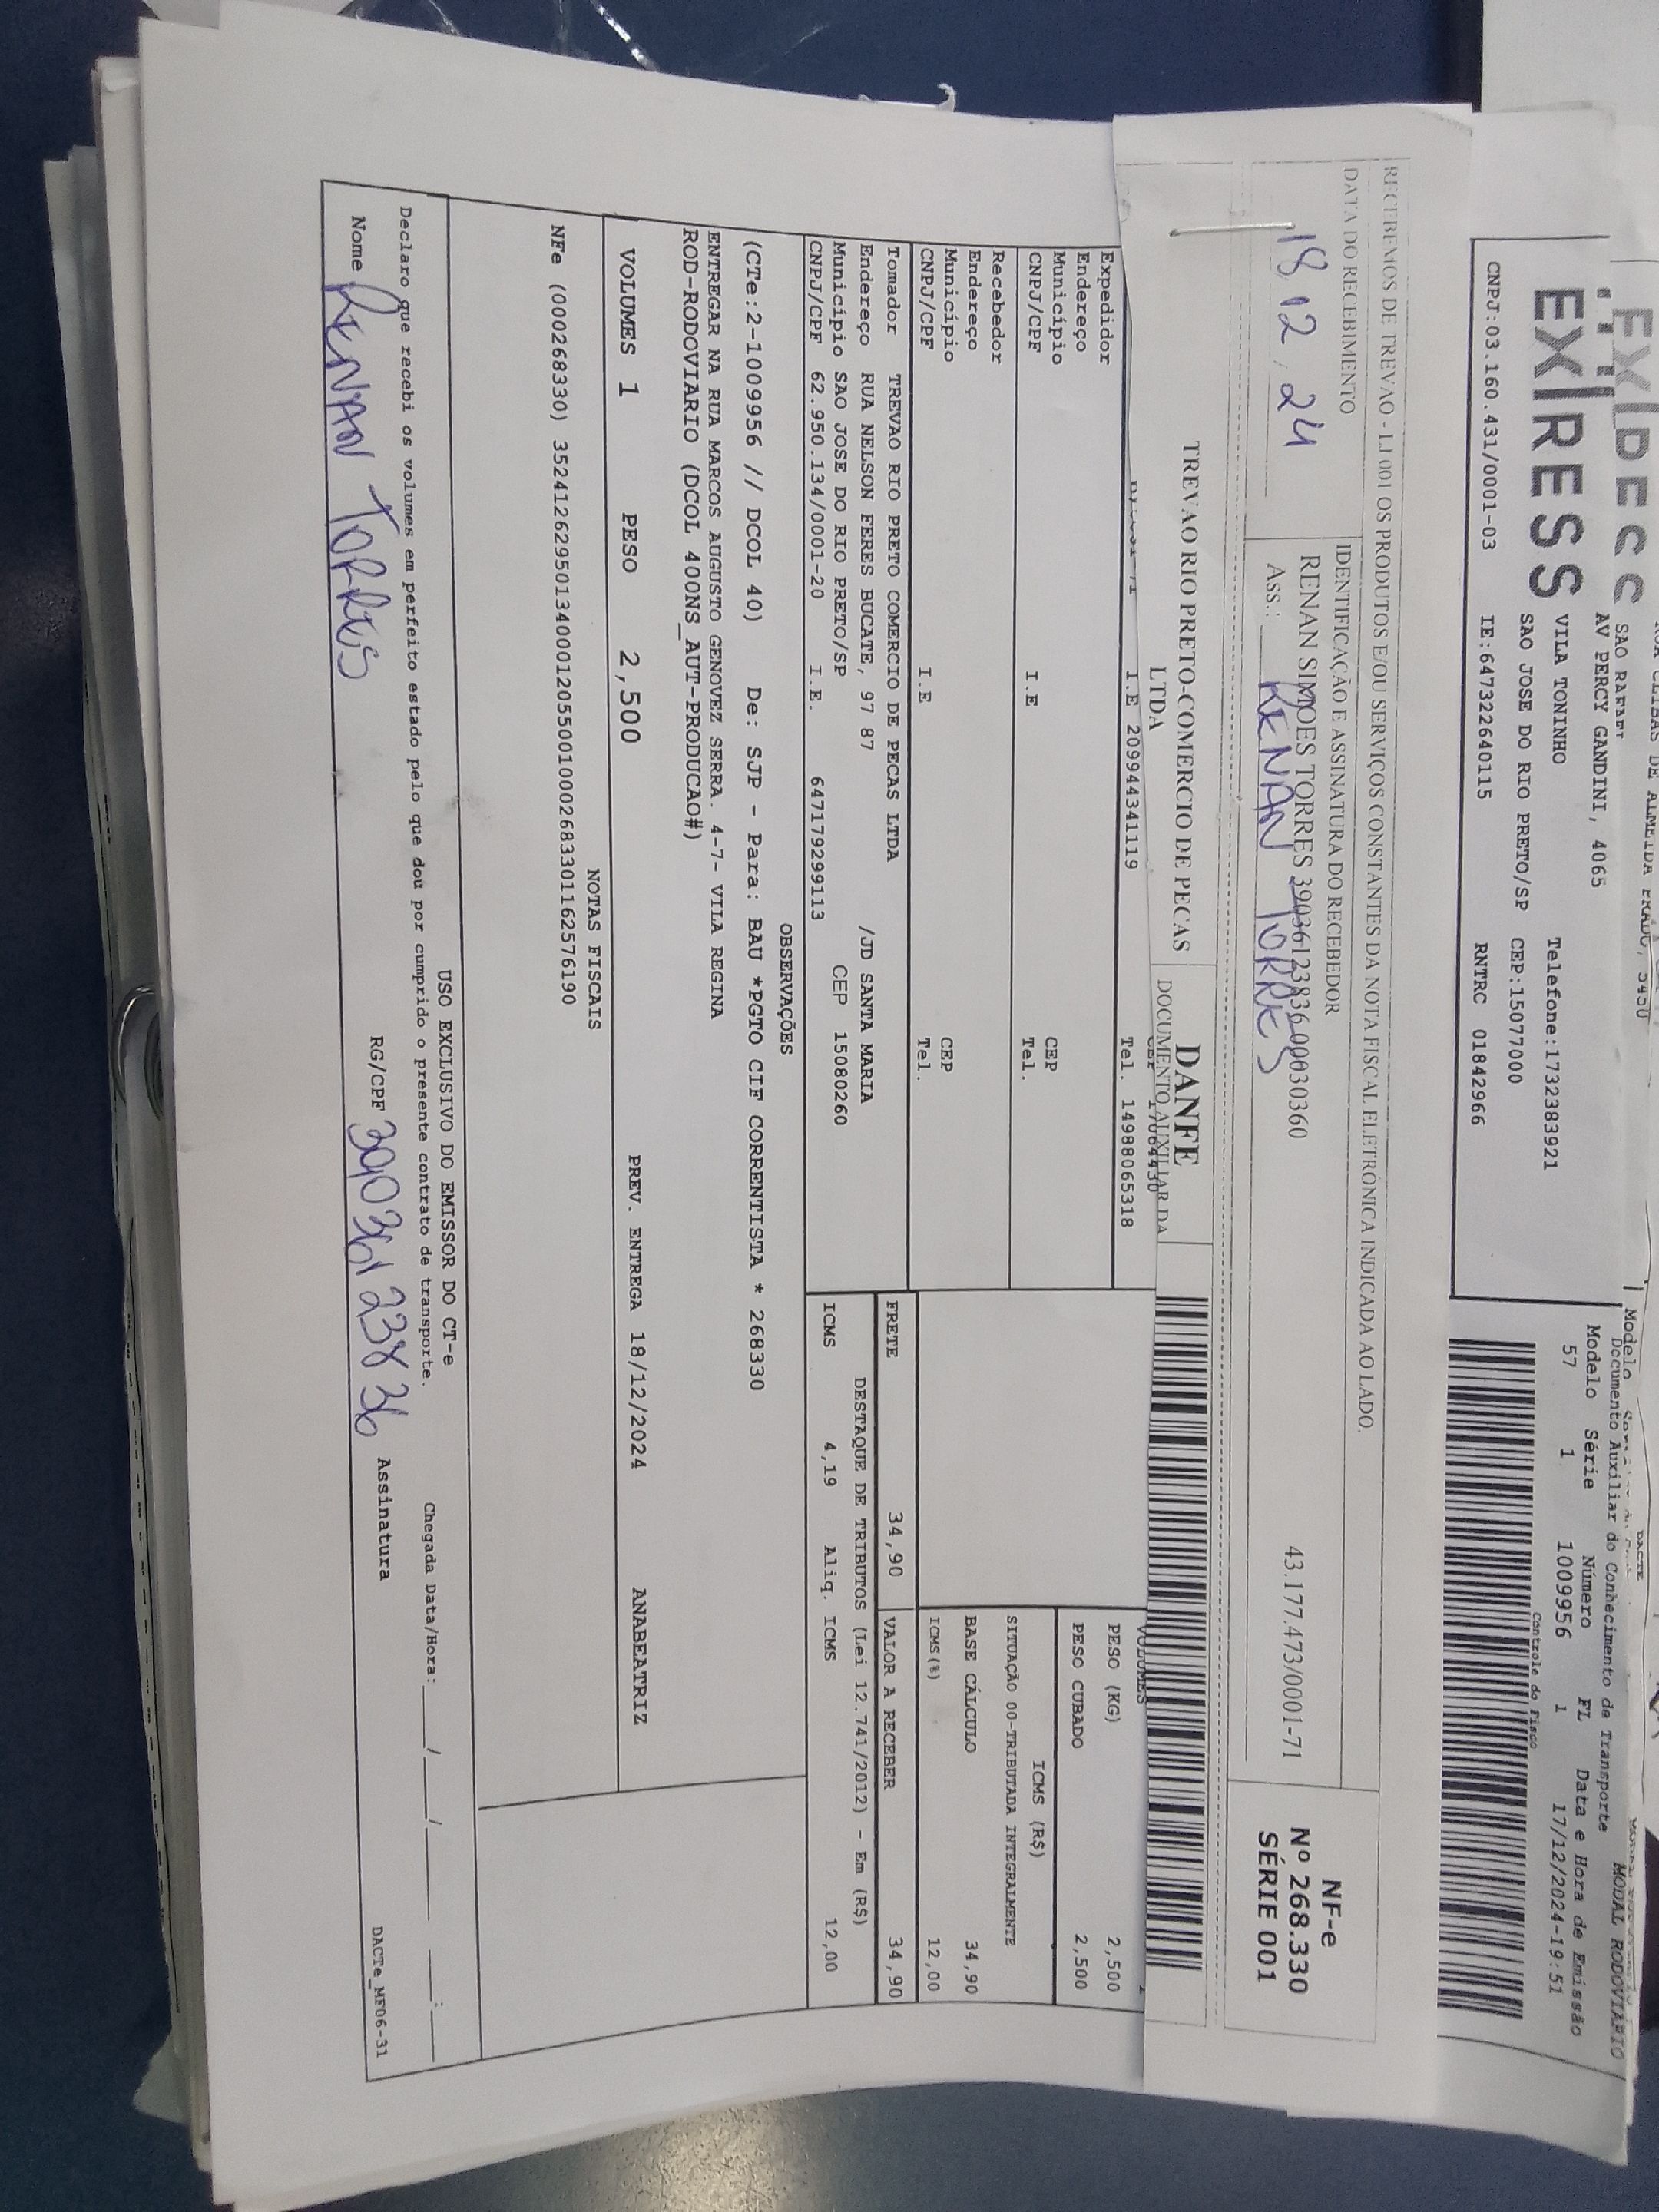 EXPRESS
SAO RAFAEL
AV PERCY GANDINI, 4065
VILA TONINHO Telefone:1732383921
SAO JOSE DO RIO PRETO/SP CEP:15077000
CNPJ:03.160.431/0001-03 IE:647322640115 RNTRC 01842966
DACTE
Documento Auxiliar do Conhecimento de Transporte MODAL RODOVIARIO
Modelo Série Número FL Data e Hora de Emissão
57 1 1009956 1 17/12/2024-19:51
Controle do Fisco
RECEBEMOS DE TREVAO - LJ 001 OS PRODUTOS E/OU SERVIÇOS CONSTANTES DA NOTA FISCAL ELETRÔNICA INDICADA AO LADO.
DATA DO RECEBIMENTO
18 12 24
IDENTIFICAÇÃO E ASSINATURA DO RECEBEDOR
RENAN SIMOES TORRES 39036123836000030360 43.177.473/0001-71
Ass.: RENAN TORRES
NF-e
Nº 268.330
SÉRIE 001
TREVAO RIO PRETO-COMERCIO DE PECAS
LTDA
DANFE
DOCUMENTO AUXILIAR DA
I.E 209944341119 Tel. 14988065318
VOLUMES 1
PESO (KG) 2,500
PESO CUBADO 2,500
Expedidor
Endereço
Município CEP
CNPJ/CPF I.E Tel.
Recebedor
Endereço
Município CEP
CNPJ/CPF I.E Tel.
ICMS (R$)
SITUAÇÃO 00-TRIBUTADA INTEGRALMENTE
BASE CÁLCULO 34,90
ICMS(%) 12,00
Tomador TREVAO RIO PRETO COMERCIO DE PECAS LTDA
Endereço RUA NELSON FERES BUCATE, 97 87 /JD SANTA MARIA
Município SAO JOSE DO RIO PRETO/SP CEP 15080260
CNPJ/CPF 62.950.134/0001-20 I.E. 647179299113
FRETE 34,90 VALOR A RECEBER 34,90
DESTAQUE DE TRIBUTOS (Lei 12.741/2012) - Em (R$)
ICMS 4,19 Aliq. ICMS 12,00
OBSERVAÇÕES
(CTe:2-1009956 // DCOL 40) De: SJP - Para: BAU *PGTO CIF CORRENTISTA * 268330
ENTREGAR NA RUA MARCOS AUGUSTO GENOVEZ SERRA. 4-7- VILA REGINA
ROD-RODOVIARIO (DCOL 400NS_AUT-PRODUCAO#)
VOLUMES 1 PESO 2,500 PREV. ENTREGA 18/12/2024 ANABEATRIZ
NOTAS FISCAIS
NFe (000268330) 35241262950134000120550010002683301162576190
USO EXCLUSIVO DO EMISSOR DO CT-e
Declaro que recebi os volumes em perfeito estado pelo que dou por cumprido o presente contrato de transporte. Chegada Data/Hora: ____/____/____ ____:____
Nome RENAN TORRES RG/CPF 39036123836 Assinatura
DACTe_MF06-31